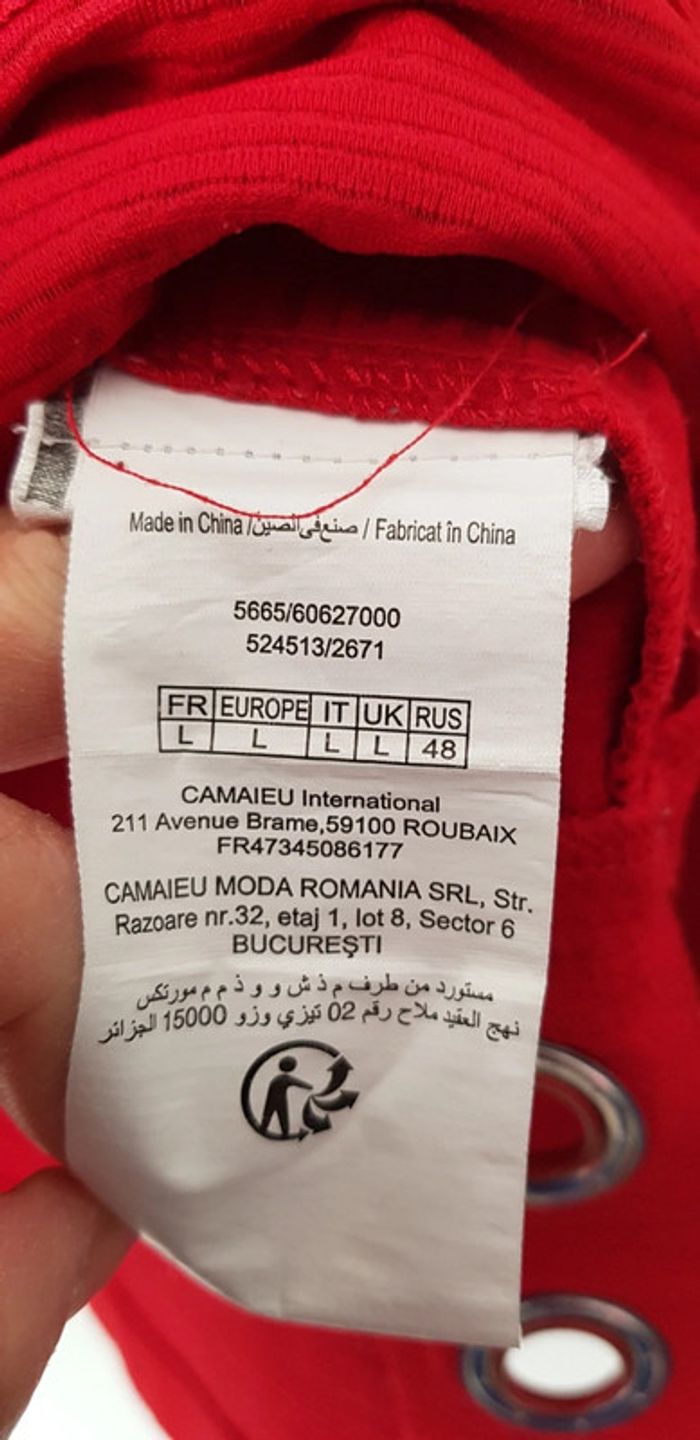 Made in China / صنع فى الصين / Fabricat în China
5665/60627000
524513/2671
FR EUROPE IT UK RUS
L L L L 48
CAMAIEU International
211 Avenue Brame,59100 ROUBAIX
FR47345086177
CAMAIEU MODA ROMANIA SRL, Str.
Razoare nr.32, etaj 1, lot 8, Sector 6
BUCUREŞTI
مستورد من طرف م ذ ش و و ذ م م مورتكس
نهج العقيد ملاح رقم 02 تيزي وزو 15000 الجزائر